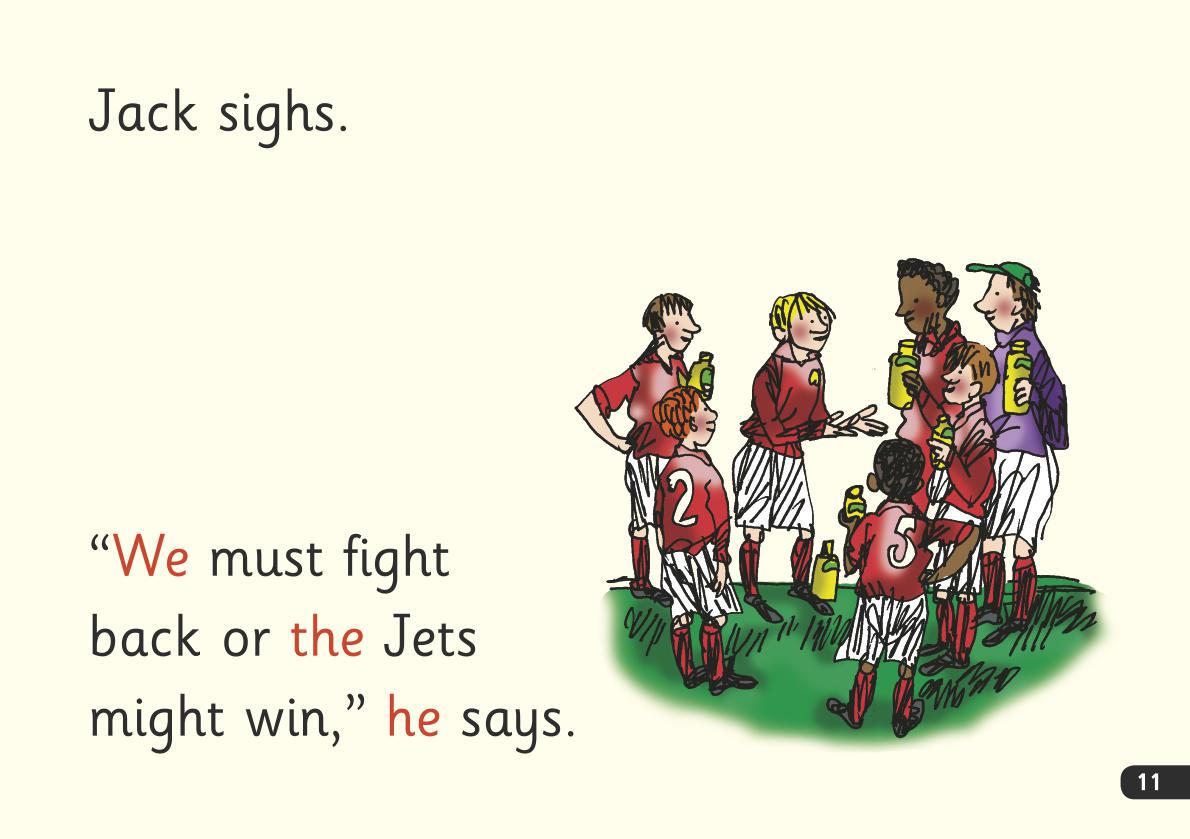 Jack sighs.
“We must fight
back or the Jets
might win,” he says.
2
5
11